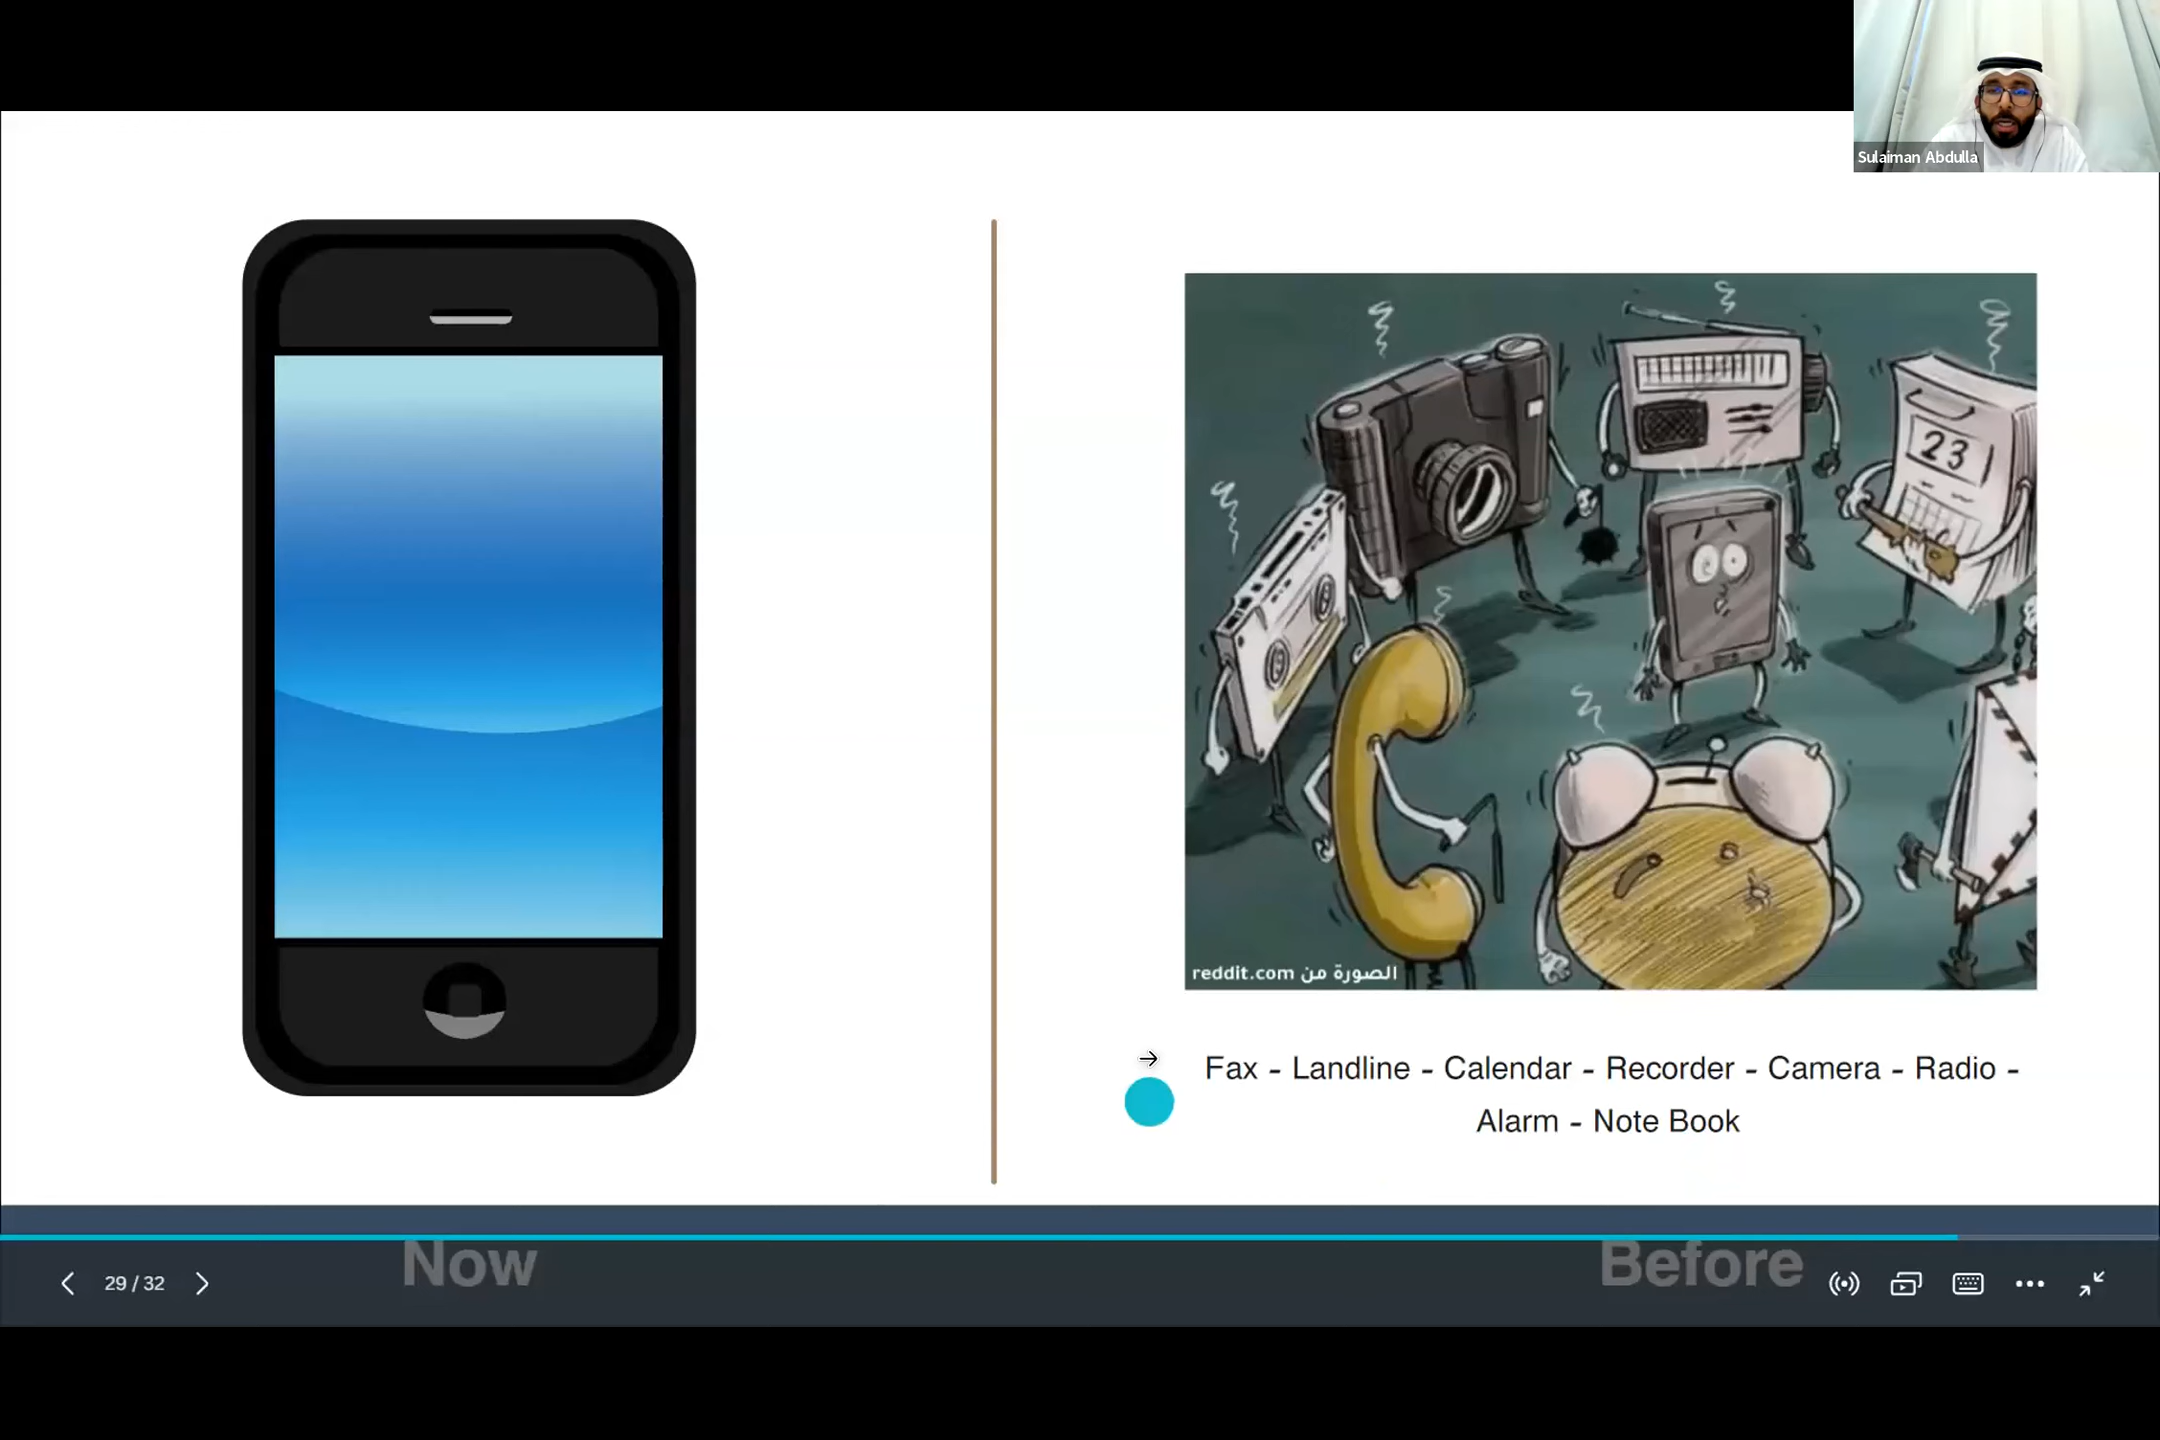 Sulaiman Abdulla
23
الصورة من reddit.com
Fax - Landline - Calendar - Recorder - Camera - Radio -
Alarm - Note Book
Now
Before
29 / 32